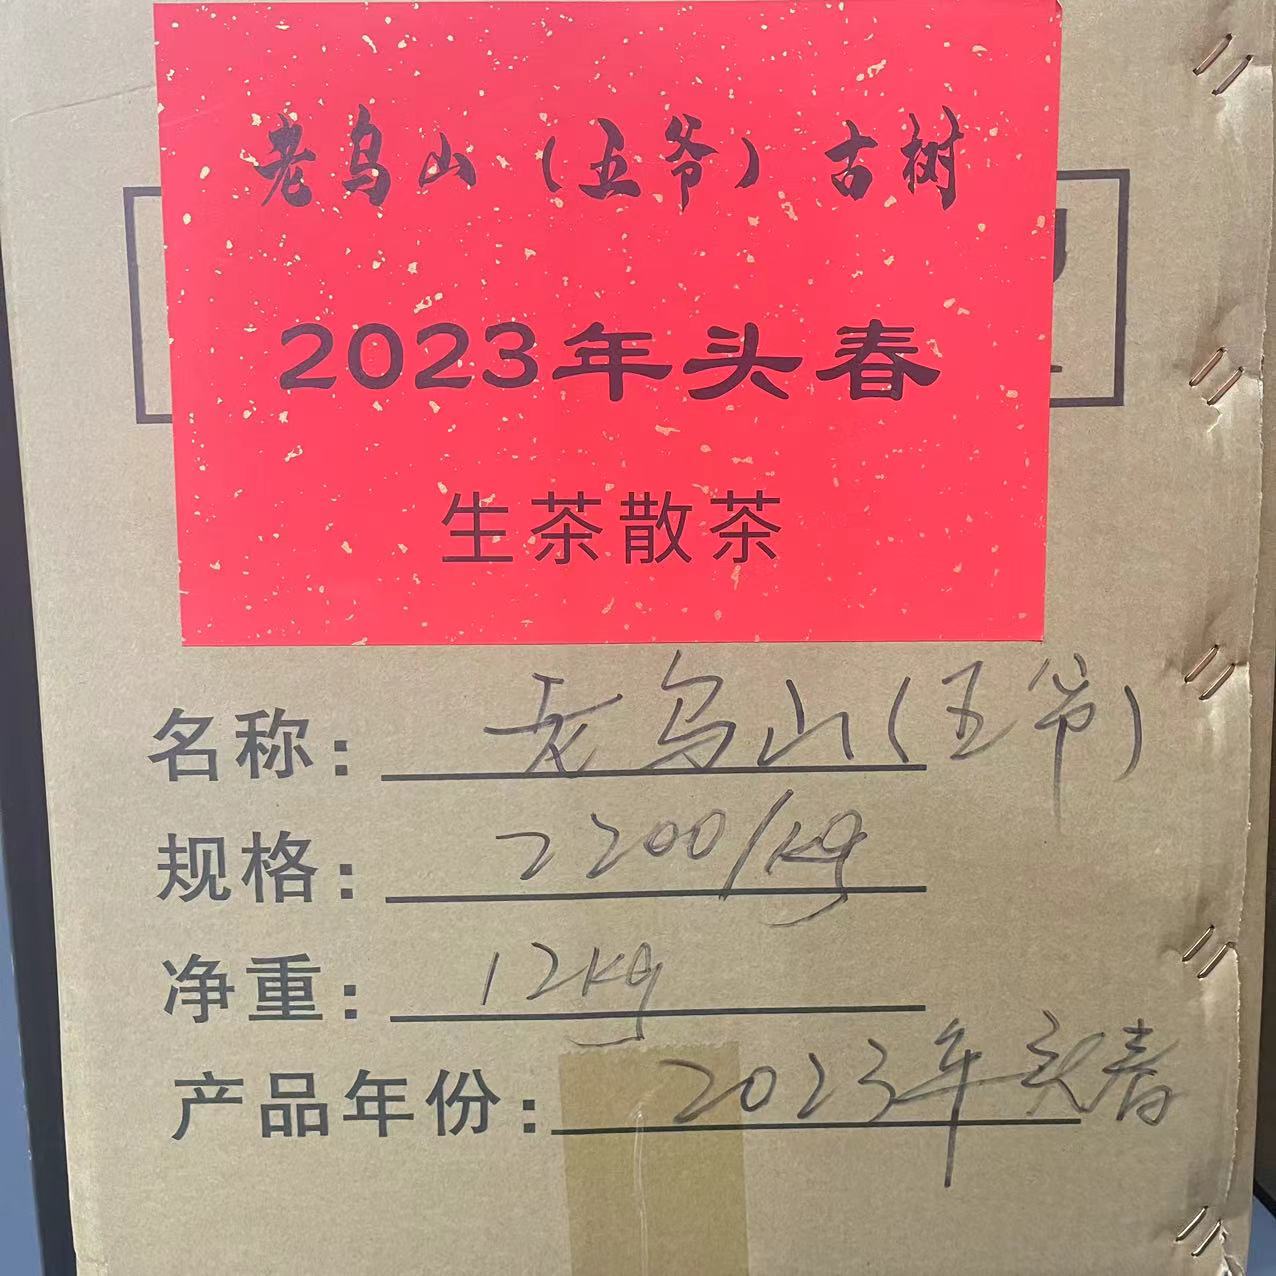 老乌山（五爷）古树
2023年头春
生茶散茶
名称：老乌山（五爷）
规格：2200/kg
净重：12kg
产品年份：2023年头春